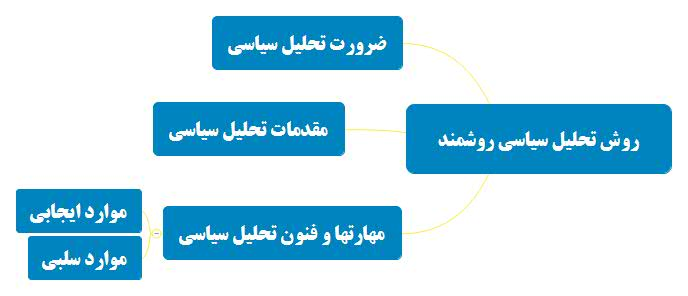 روش تحلیل سیاسی روشمند
ضرورت تحلیل سیاسی
مقدمات تحلیل سیاسی
مهارتها و فنون تحلیل سیاسی
موارد ایجابی
موارد سلبی